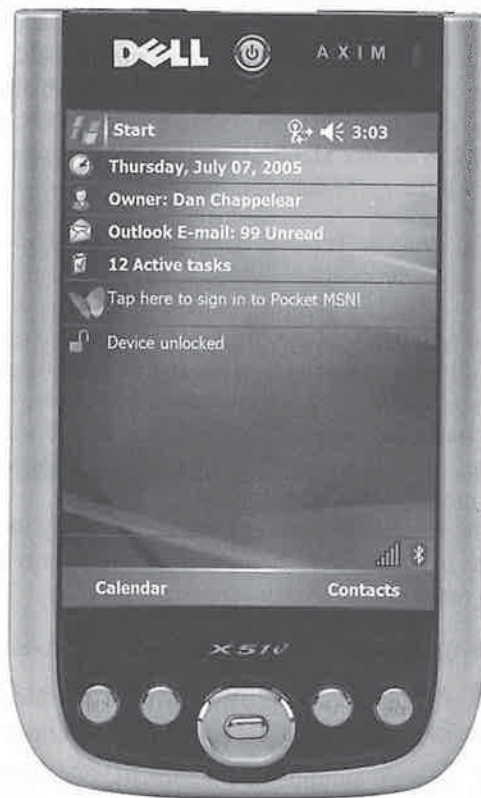 DELL AXIM
Start 3:03
Thursday, July 07, 2005
Owner: Dan Chappelear
Outlook E-mail: 99 Unread
12 Active tasks
Tap here to sign in to Pocket MSN!
Device unlocked
Calendar Contacts
X51v